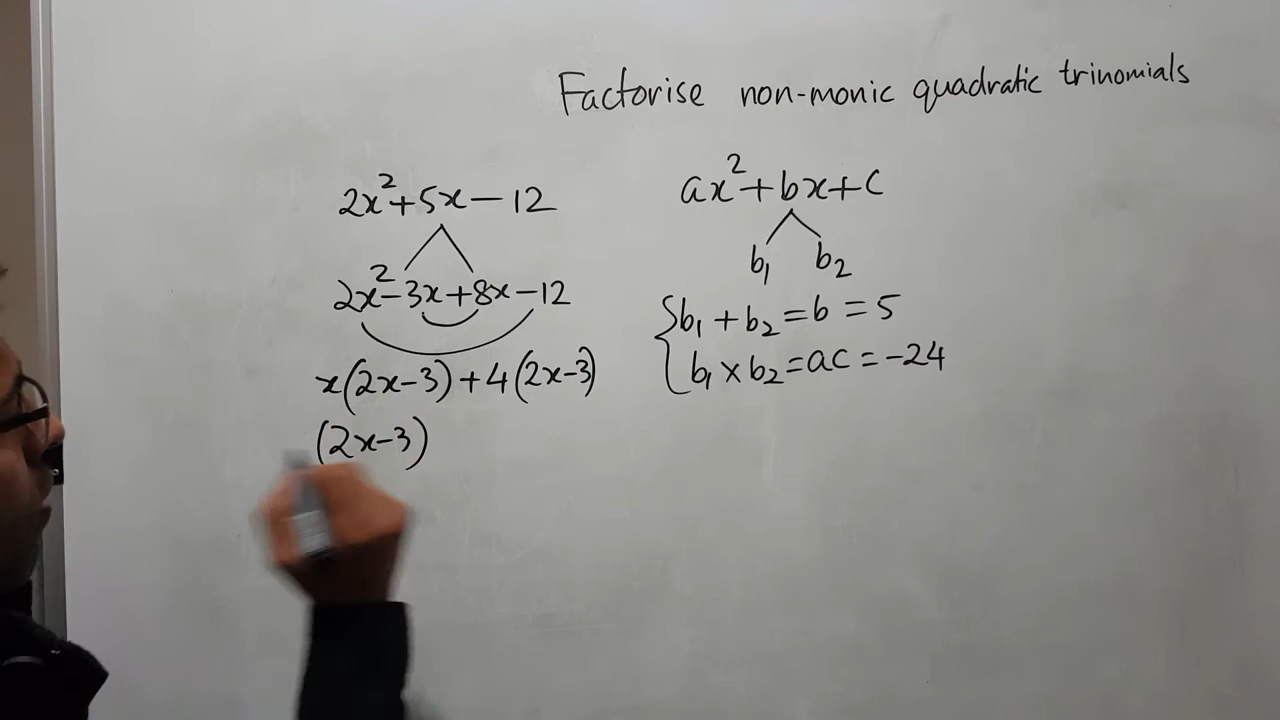 Factorise non-monic quadratic trinomials
2x²+5x-12
2x²-3x+8x-12
x(2x-3)+4(2x-3)
(2x-3)
ax²+bx+c
b₁ b₂
{b₁+b₂=b=5
b₁×b₂=ac=-24